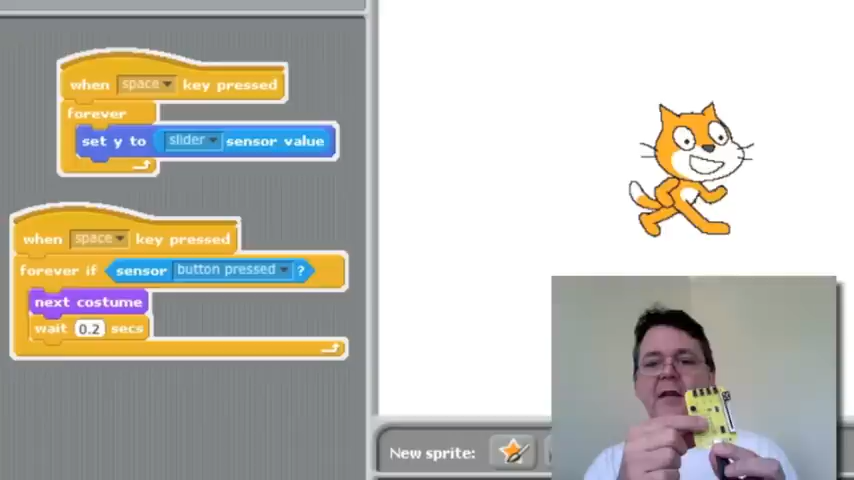 when space key pressed
forever
set y to slider sensor value
when space key pressed
forever if sensor button pressed ?
next costume
wait 0.2 secs
New sprite: